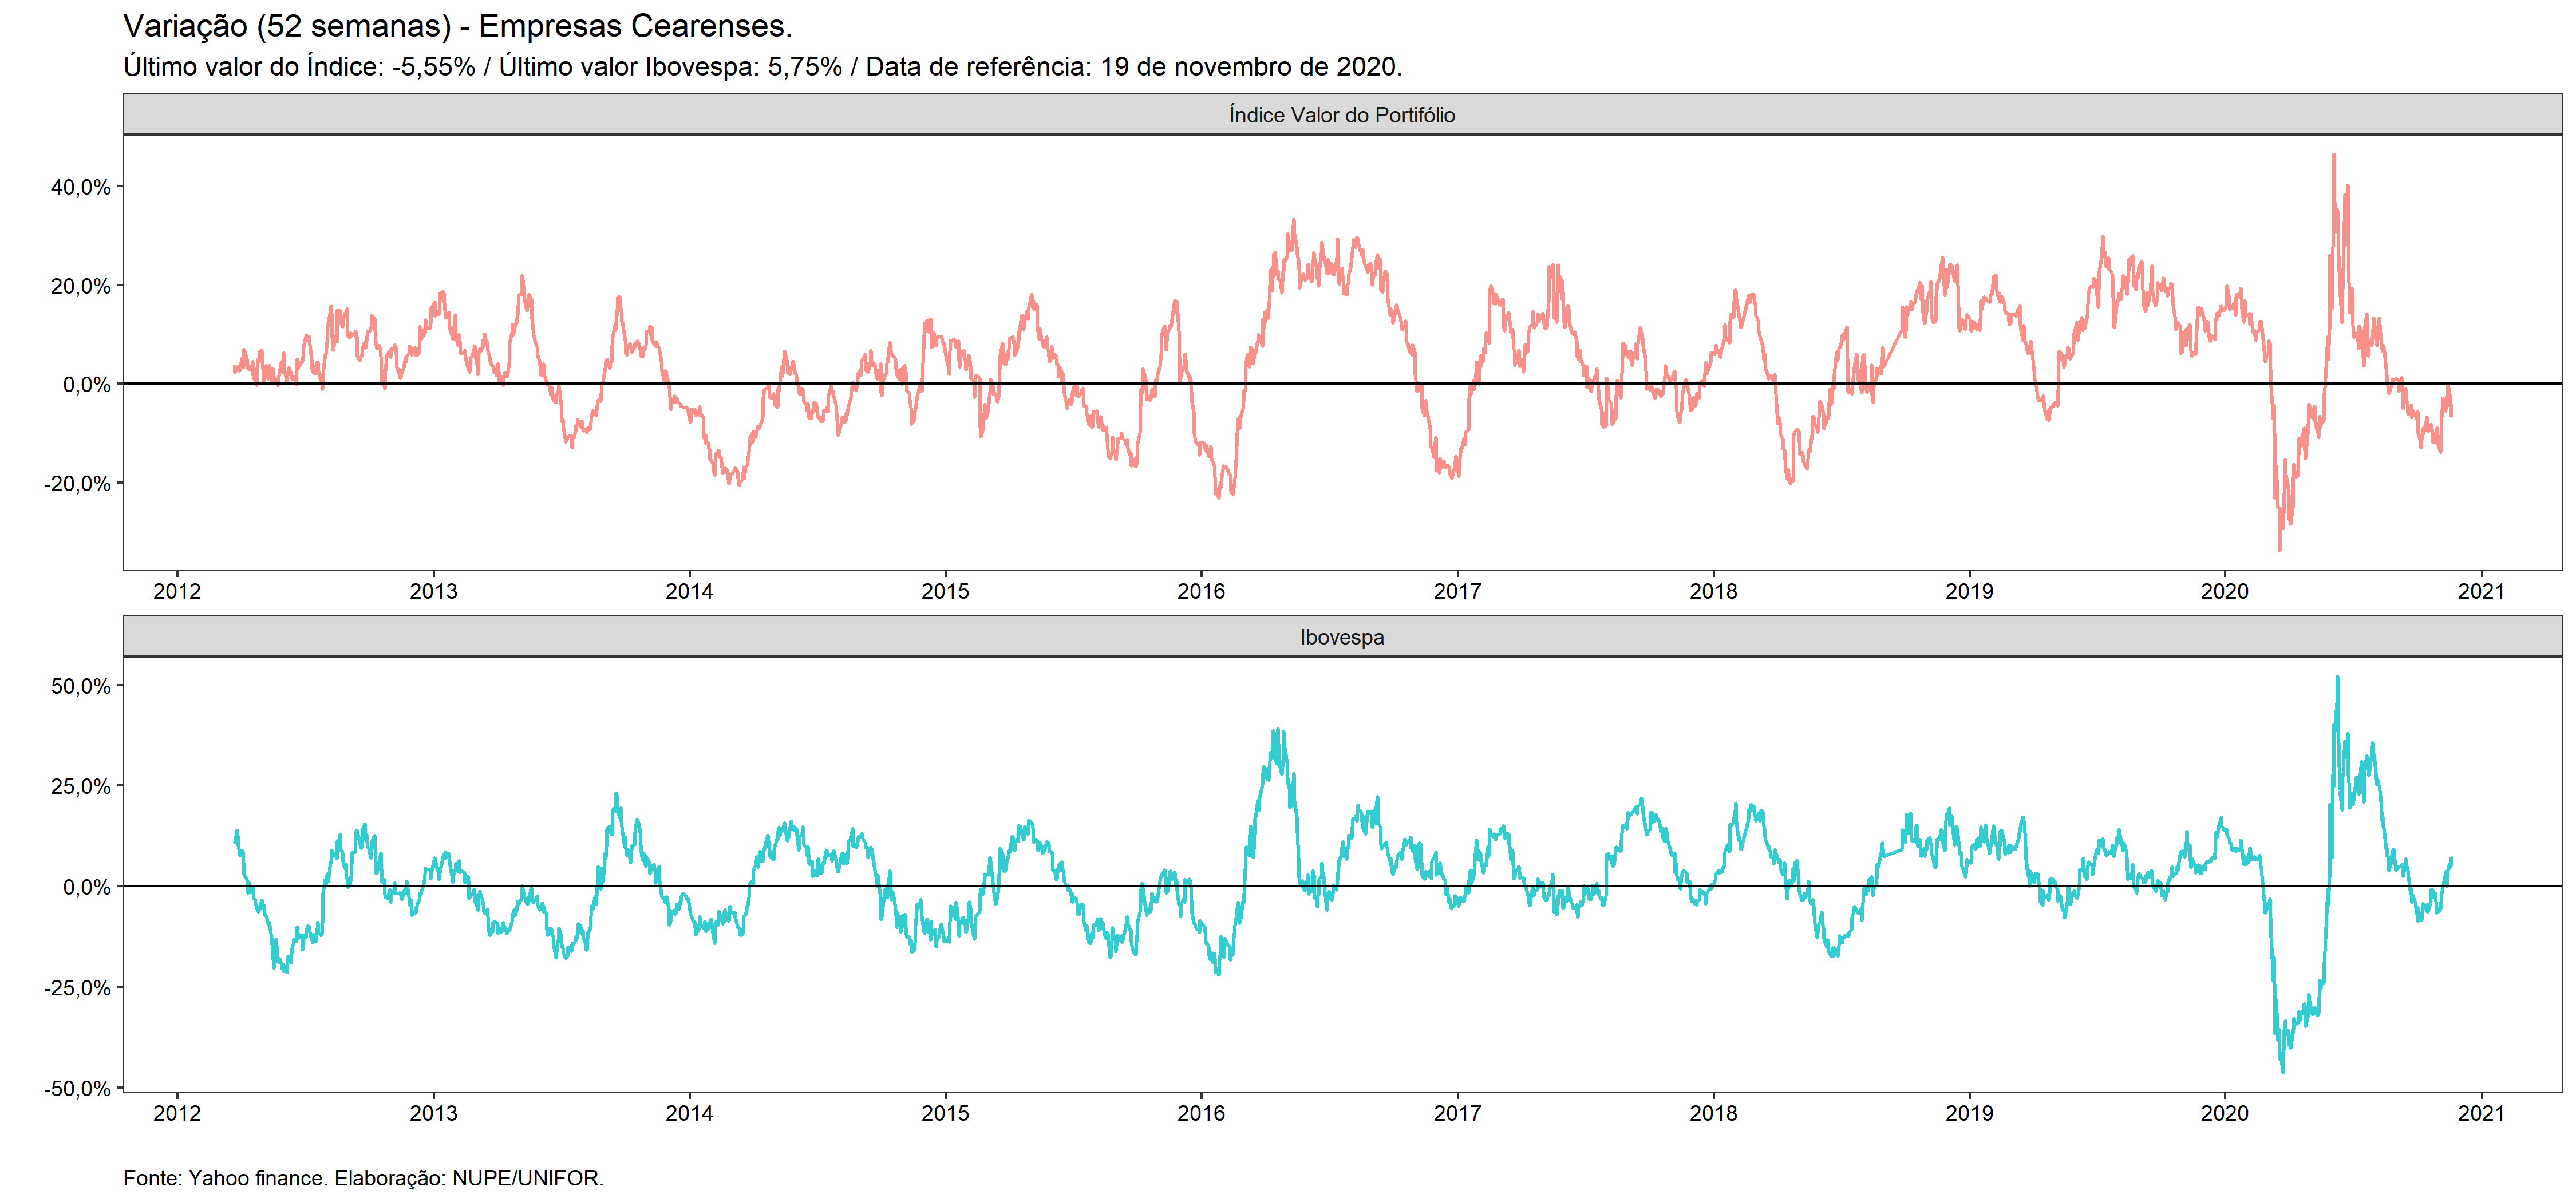 Variação (52 semanas) - Empresas Cearenses.
Último valor do Índice: -5,55% / Último valor Ibovespa: 5,75% / Data de referência: 19 de novembro de 2020.
Índice Valor do Portifólio
40,0%
20,0%
0,0%
-20,0%
2012 2013 2014 2015 2016 2017 2018 2019 2020 2021
Ibovespa
50,0%
25,0%
0,0%
-25,0%
-50,0%
2012 2013 2014 2015 2016 2017 2018 2019 2020 2021
Fonte: Yahoo finance. Elaboração: NUPE/UNIFOR.